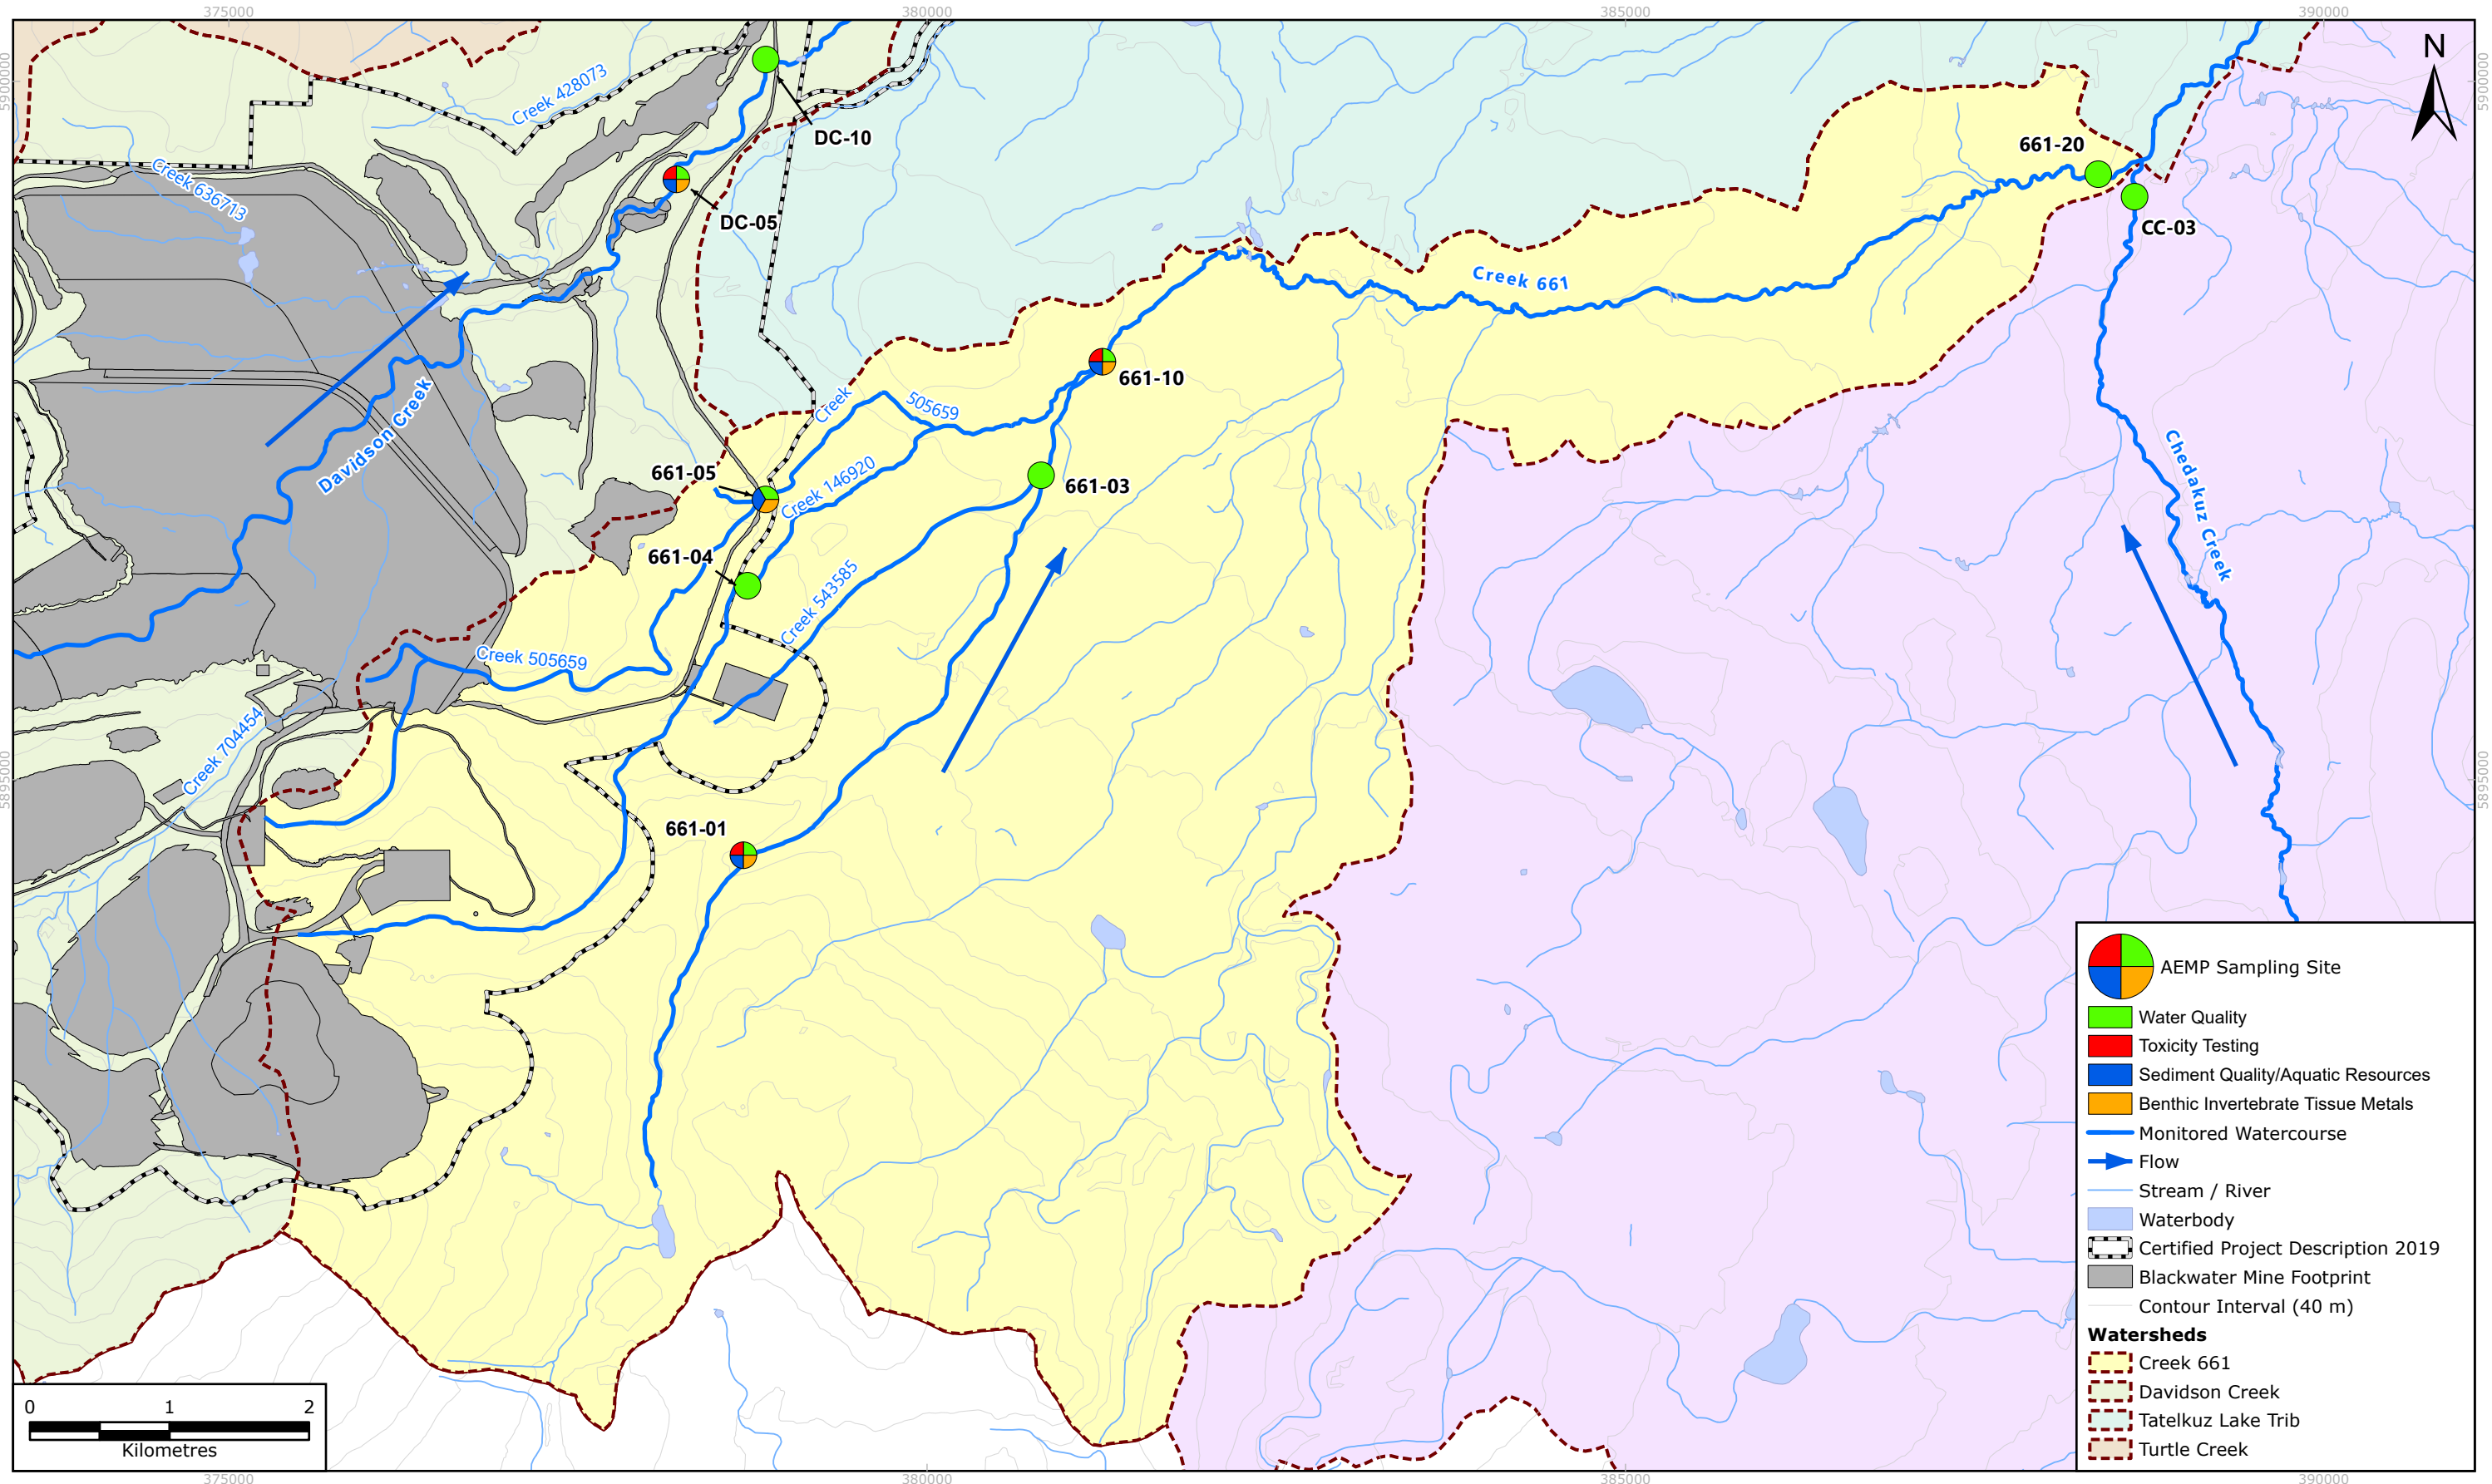 375000
380000
385000
390000
5900000
5900000
N
Creek 428073
DC-10
661-20
Creek 636713
DC-05
CC-03
Creek 661
661-10
Davidson Creek
Creek
505659
Chedakuz Creek
661-05
Creek 146920
661-03
661-04
Creek 543585
Creek 505659
Creek 704454
5895000
5895000
661-01
AEMP Sampling Site
Water Quality
Toxicity Testing
Sediment Quality/Aquatic Resources
Benthic Invertebrate Tissue Metals
Monitored Watercourse
Flow
Stream / River
Waterbody
Certified Project Description 2019
Blackwater Mine Footprint
Contour Interval (40 m)
Watersheds
Creek 661
Davidson Creek
Tatelkuz Lake Trib
Turtle Creek
0 1 2
Kilometres
375000
380000
385000
390000